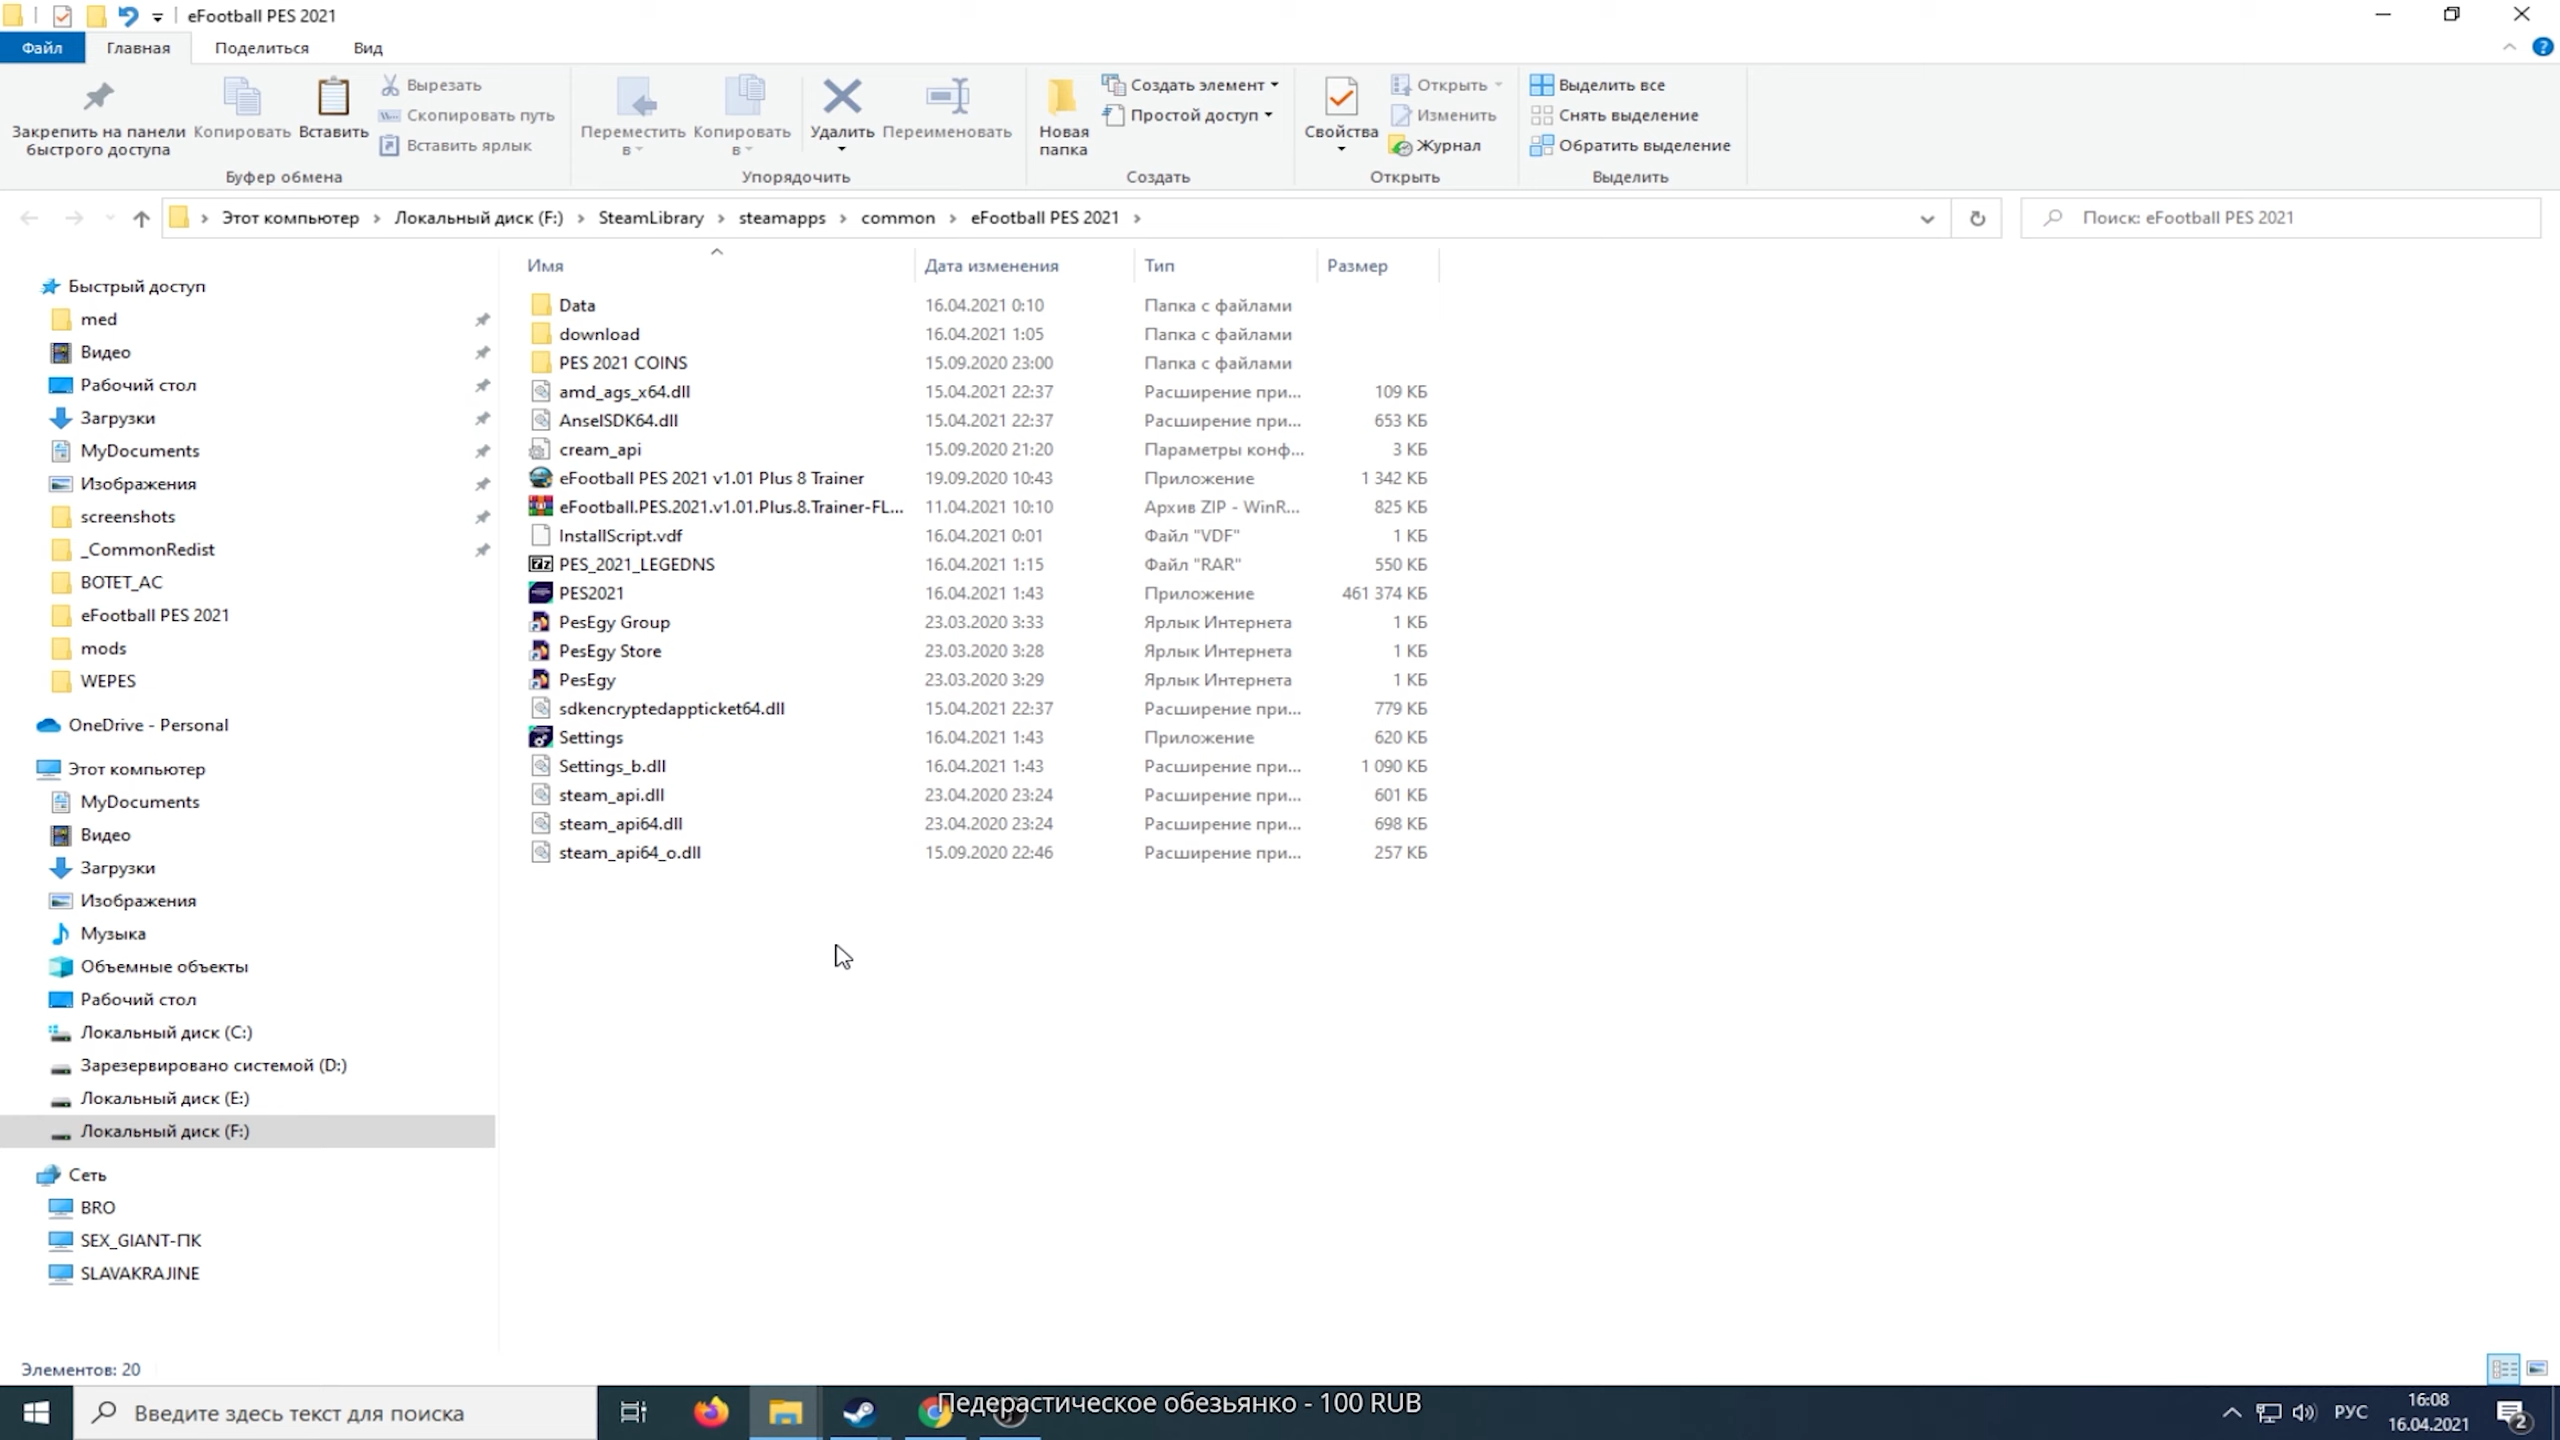 eFootball PES 2021
Файл Главная Поделиться Вид
Закрепить на панели быстрого доступа
Копировать
Вставить
Вырезать
Скопировать путь
Вставить ярлык
Буфер обмена
Переместить в
Копировать в
Удалить
Переименовать
Упорядочить
Новая папка
Создать элемент
Простой доступ
Создать
Свойства
Открыть
Изменить
Журнал
Открыть
Выделить все
Снять выделение
Обратить выделение
Выделить
Этот компьютер › Локальный диск (F:) › SteamLibrary › steamapps › common › eFootball PES 2021 ›
Поиск: eFootball PES 2021
Быстрый доступ
med
Видео
Рабочий стол
Загрузки
MyDocuments
Изображения
screenshots
_CommonRedist
BOTET_AC
eFootball PES 2021
mods
WEPES
OneDrive - Personal
Этот компьютер
MyDocuments
Видео
Загрузки
Изображения
Музыка
Объемные объекты
Рабочий стол
Локальный диск (C:)
Зарезервировано системой (D:)
Локальный диск (E:)
Локальный диск (F:)
Сеть
BRO
SEX_GIANT-ПК
SLAVAKRAJINE
Имя Дата изменения Тип Размер
Data 16.04.2021 0:10 Папка с файлами
download 16.04.2021 1:05 Папка с файлами
PES 2021 COINS 15.09.2020 23:00 Папка с файлами
amd_ags_x64.dll 15.04.2021 22:37 Расширение при... 109 КБ
AnselSDK64.dll 15.04.2021 22:37 Расширение при... 653 КБ
cream_api 15.09.2020 21:20 Параметры конф... 3 КБ
eFootball PES 2021 v1.01 Plus 8 Trainer 19.09.2020 10:43 Приложение 1 342 КБ
eFootball.PES.2021.v1.01.Plus.8.Trainer-FL... 11.04.2021 10:10 Архив ZIP - WinR... 825 КБ
InstallScript.vdf 16.04.2021 0:01 Файл "VDF" 1 КБ
PES_2021_LEGEDNS 16.04.2021 1:15 Файл "RAR" 550 КБ
PES2021 16.04.2021 1:43 Приложение 461 374 КБ
PesEgy Group 23.03.2020 3:33 Ярлык Интернета 1 КБ
PesEgy Store 23.03.2020 3:28 Ярлык Интернета 1 КБ
PesEgy 23.03.2020 3:29 Ярлык Интернета 1 КБ
sdkencryptedappticket64.dll 15.04.2021 22:37 Расширение при... 779 КБ
Settings 16.04.2021 1:43 Приложение 620 КБ
Settings_b.dll 16.04.2021 1:43 Расширение при... 1 090 КБ
steam_api.dll 23.04.2020 23:24 Расширение при... 601 КБ
steam_api64.dll 23.04.2020 23:24 Расширение при... 698 КБ
steam_api64_o.dll 15.09.2020 22:46 Расширение при... 257 КБ
Элементов: 20
Введите здесь текст для поиска
Педерастическое обезьянко - 100 RUB
РУС
16:08
16.04.2021
2